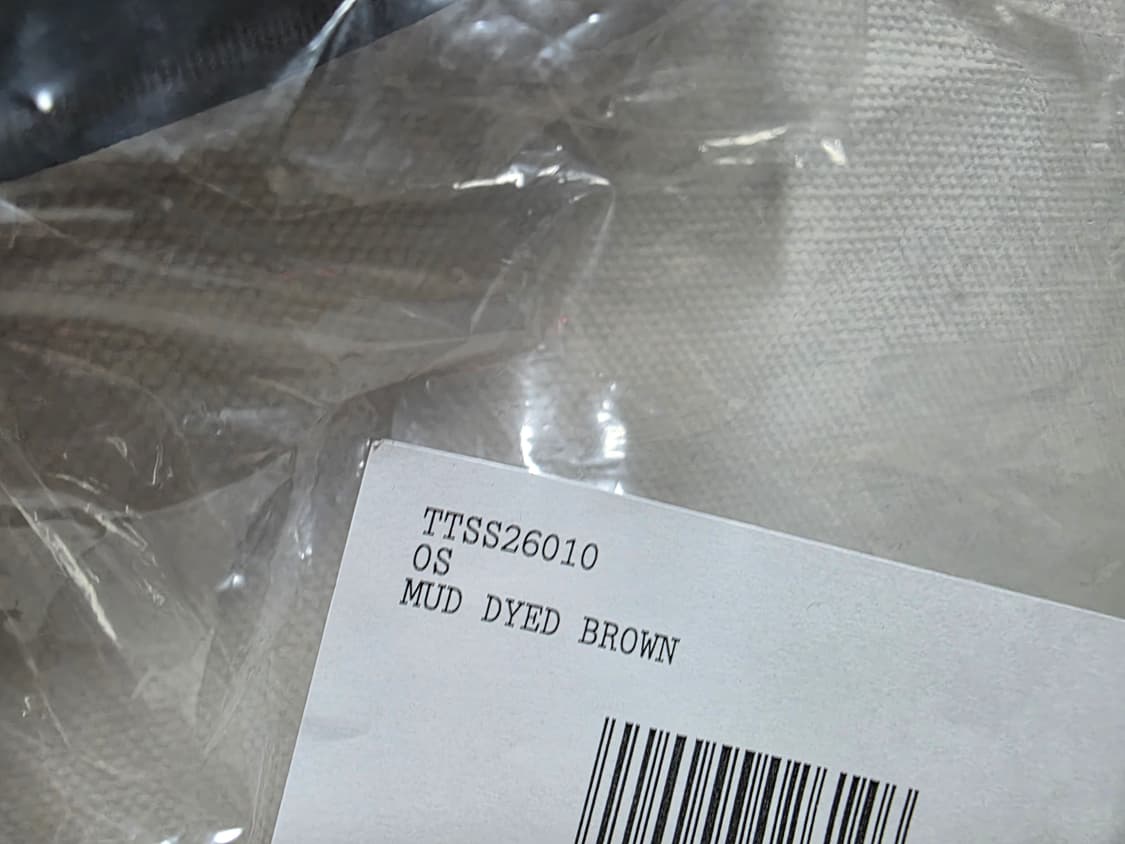 TTSS26010
OS
MUD DYED BROWN